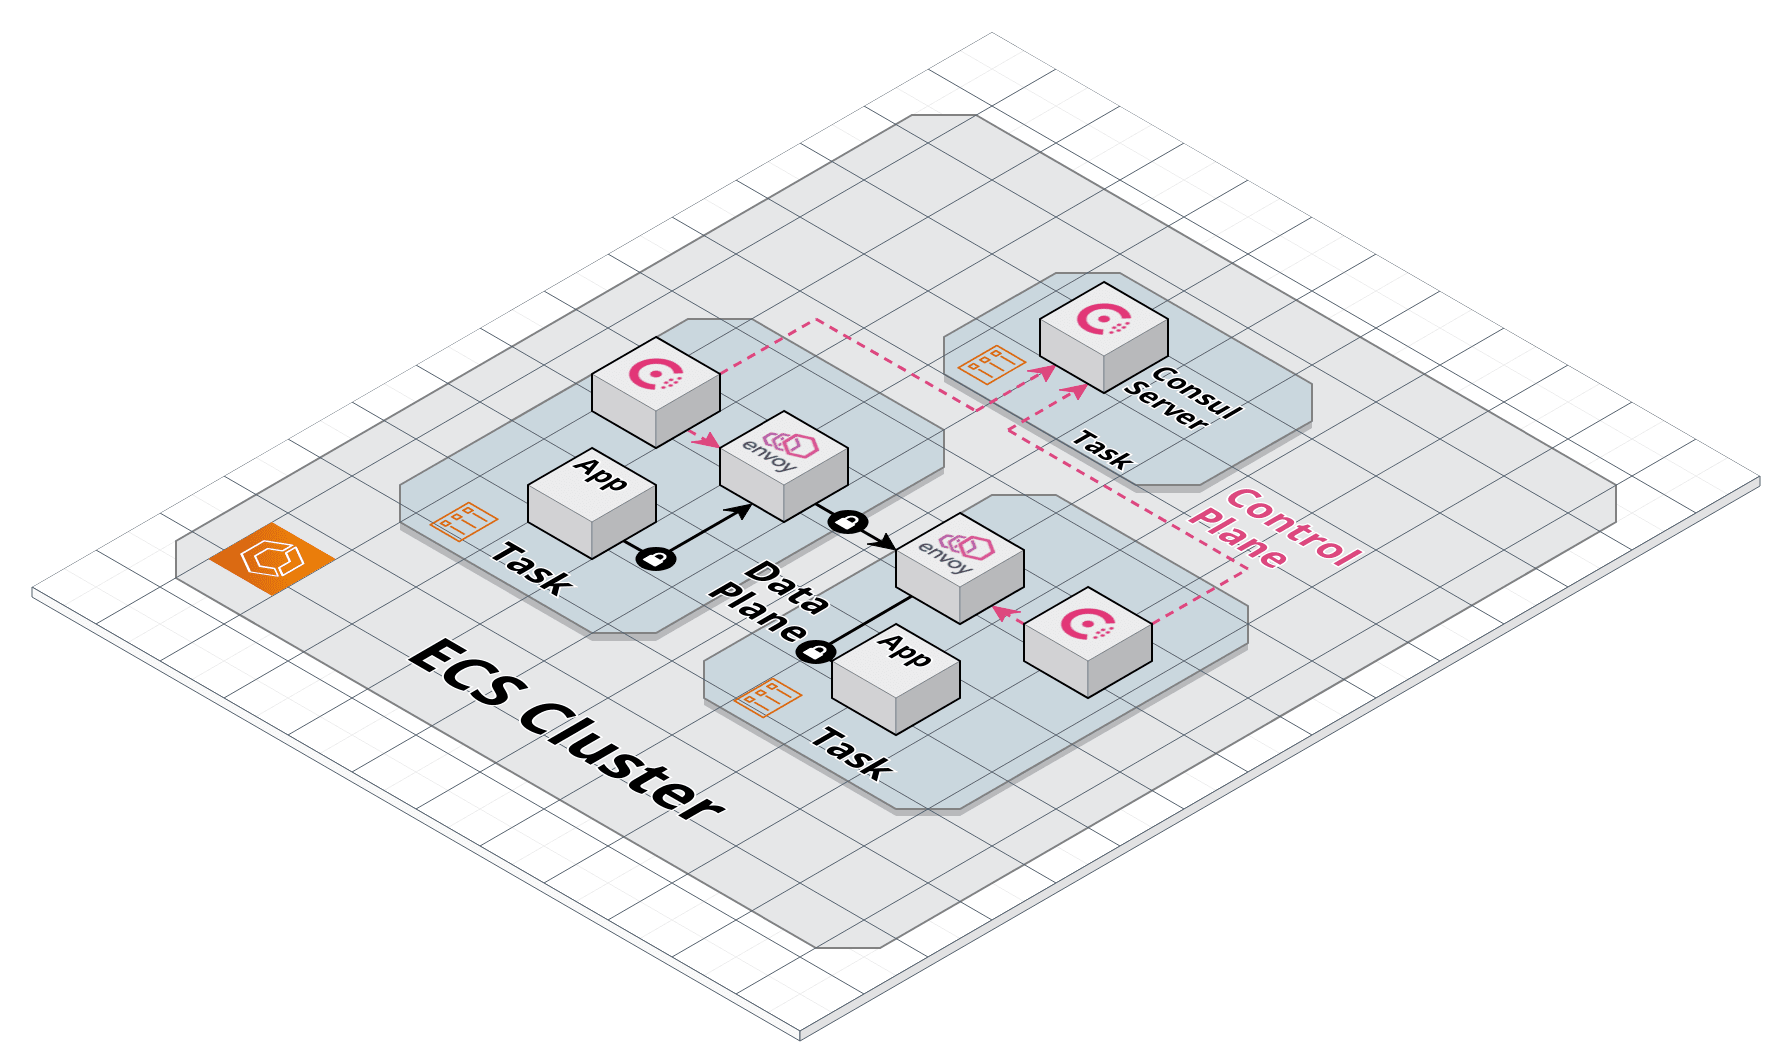 Consul
Server
Task
envoy
App
Task
Control
Plane
envoy
Data
Plane
App
Task
ECS Cluster